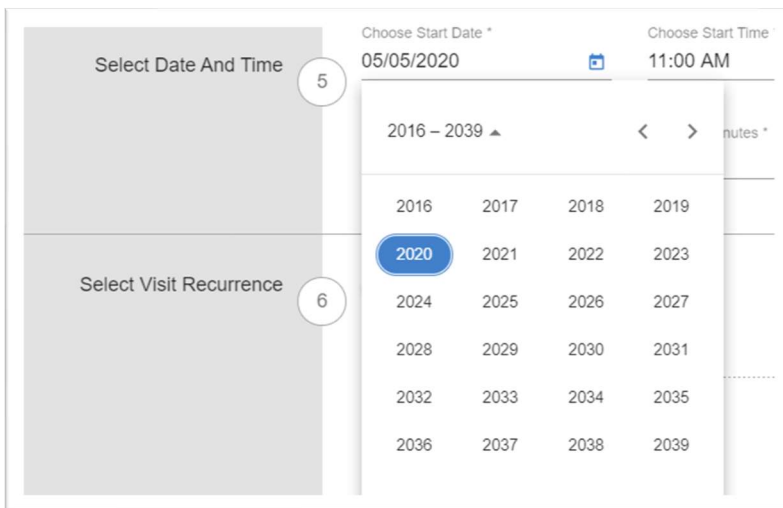 Choose Start Date *
Choose Start Time *
Select Date And Time
5
05/05/2020
11:00 AM
2016 – 2039
2016 2017 2018 2019
2020 2021 2022 2023
Select Visit Recurrence
6
2024 2025 2026 2027
2028 2029 2030 2031
2032 2033 2034 2035
2036 2037 2038 2039